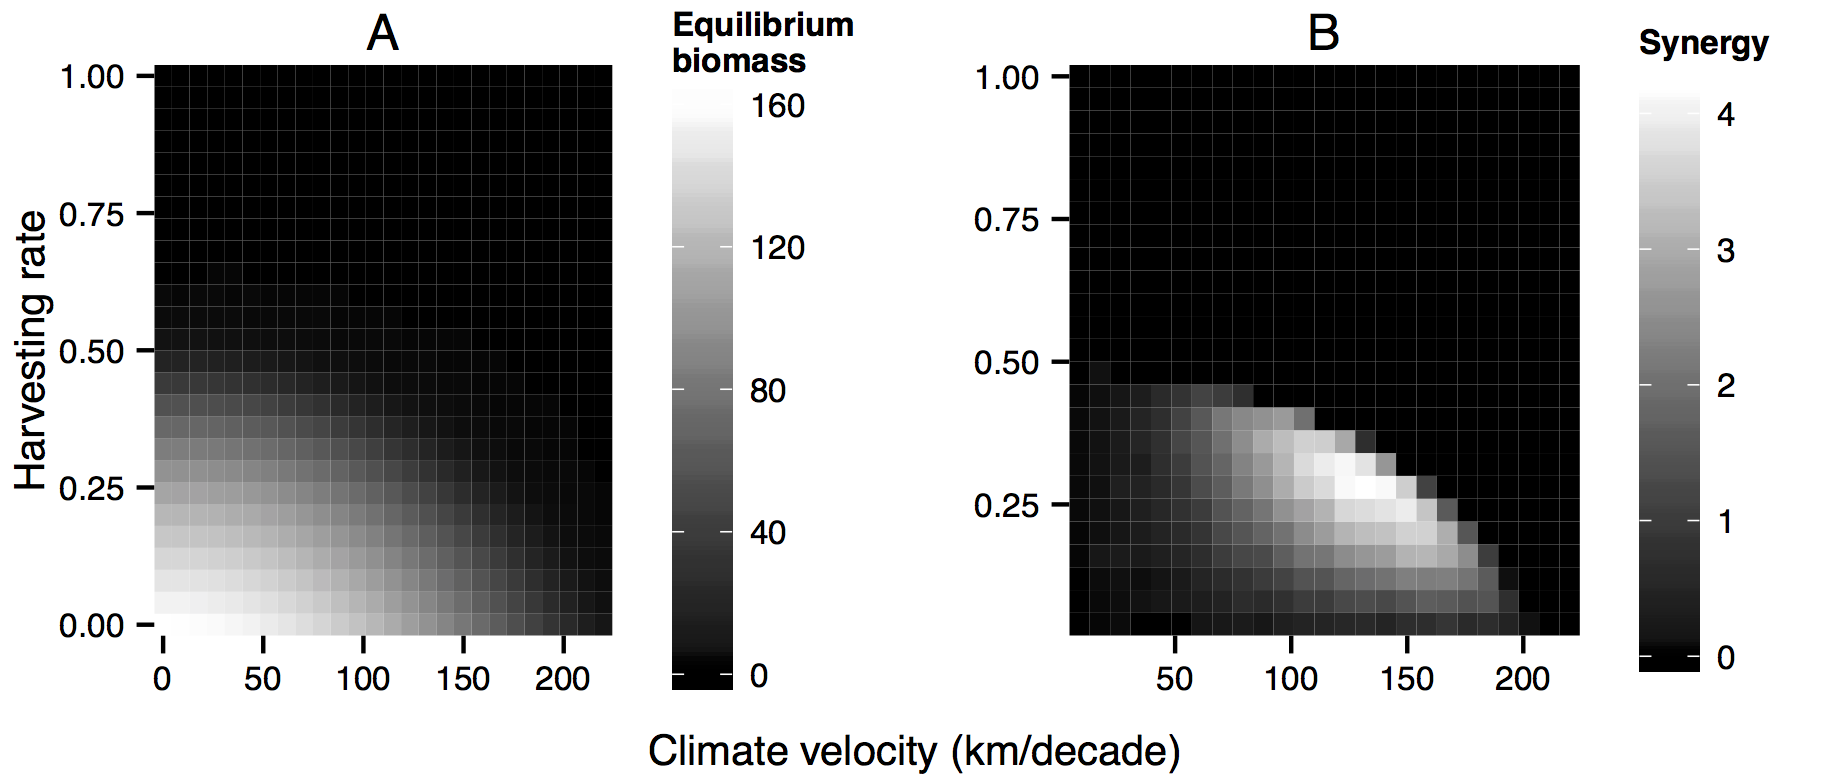 A
Equilibrium
biomass
160
120
80
40
0
Harvesting rate
1.00
0.75
0.50
0.25
0.00
0 50 100 150 200
B
Synergy
4
3
2
1
0
1.00
0.75
0.50
0.25
50 100 150 200
Climate velocity (km/decade)